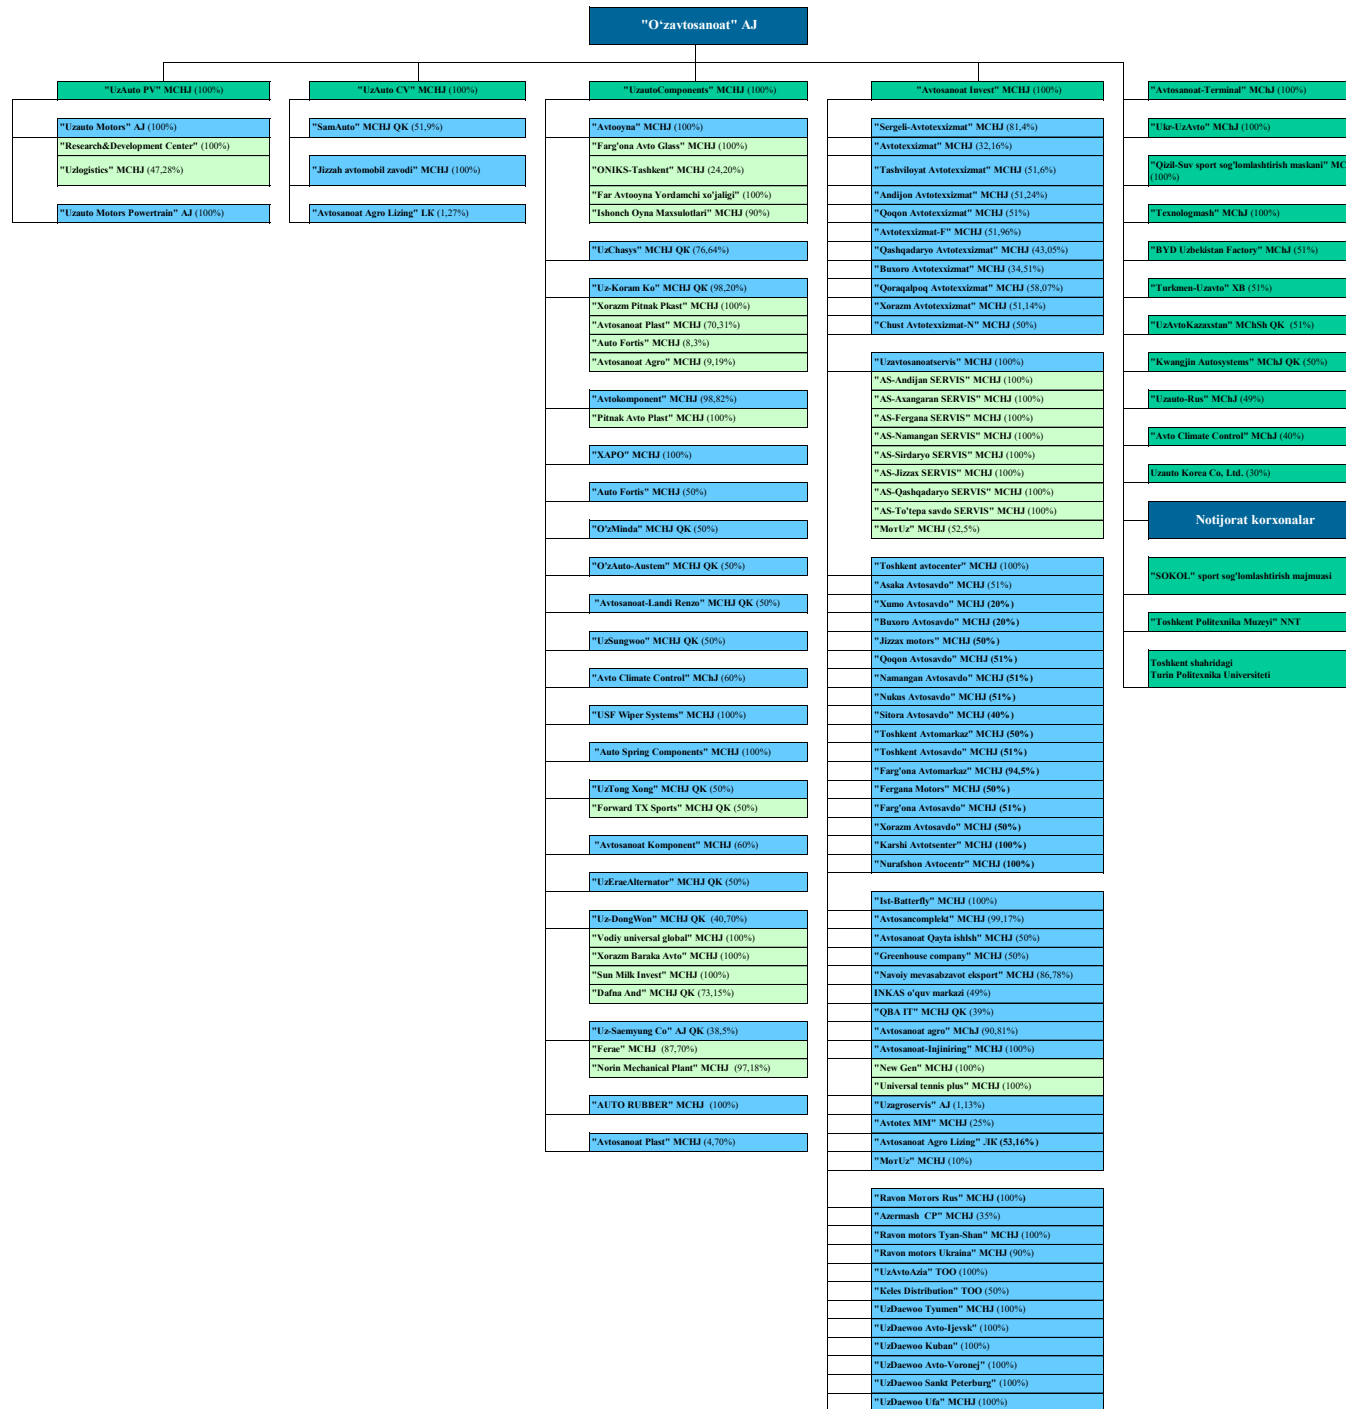 "O‘zavtosanoat" AJ
"UzAuto PV" MCHJ (100%)
"Uzauto Motors" AJ (100%)
"Research&Development Center" (100%)
"Uzlogistics" MCHJ (47,28%)
"Uzauto Motors Powertrain" AJ (100%)
"UzAuto CV" MCHJ (100%)
"SamAuto" MCHJ QK (51,9%)
"Jizzah avtomobil zavodi" MCHJ (100%)
"Avtosanoat Agro Lizing" LK (1,27%)
"UzautoComponents" MCHJ (100%)
"Avtooyna" MCHJ (100%)
"Farg'ona Avto Glass" MCHJ (100%)
"ONIKS-Tashkent" MCHJ (24,20%)
"Far Avtooyna Yordamchi xo'jaligi" (100%)
"Ishonch Oyna Maxsulotlari" MCHJ (90%)
"UzChasys" MCHJ QK (76,64%)
"Uz-Koram Ko" MCHJ QK (98,20%)
"Xorazm Pitnak Pkast" MCHJ (100%)
"Avtosanoat Plast" MCHJ (70,31%)
"Auto Fortis" MCHJ (8,3%)
"Avtosanoat Agro" MCHJ (9,19%)
"Avtokomponent" MCHJ (98,82%)
"Pitnak Avto Plast" MCHJ (100%)
"XAPO" MCHJ (100%)
"Auto Fortis" MCHJ (50%)
"O'zMinda" MCHJ QK (50%)
"O'zAuto-Austem" MCHJ QK (50%)
"Avtosanoat-Landi Renzo" MCHJ QK (50%)
"UzSungwoo" MCHJ QK (50%)
"Avto Climate Control" MChJ (60%)
"USF Wiper Systems" MCHJ (100%)
"Auto Spring Components" MCHJ (100%)
"UzTong Xong" MCHJ QK (50%)
"Forward TX Sports" MCHJ QK (50%)
"Avtosanoat Komponent" MCHJ (60%)
"UzEraeAlternator" MCHJ QK (50%)
"Uz-DongWon" MCHJ QK (40,70%)
"Vodiy universal global" MCHJ (100%)
"Xorazm Baraka Avto" MCHJ (100%)
"Sun Milk Invest" MCHJ (100%)
"Dafna And" MCHJ QK (73,15%)
"Uz-Saemyung Co" AJ QK (38,5%)
"Ferae" MCHJ (87,70%)
"Norin Mechanical Plant" MCHJ (97,18%)
"AUTO RUBBER" MCHJ (100%)
"Avtosanoat Plast" MCHJ (4,70%)
"Avtosanoat Invest" MCHJ (100%)
"Sergeli-Avtotexxizmat" MCHJ (81,4%)
"Avtotexxizmat" MCHJ (32,16%)
"Tashviloyat Avtotexxizmat" MCHJ (51,6%)
"Andijon Avtotexxizmat" MCHJ (51,24%)
"Qoqon Avtotexxizmat" MCHJ (51%)
"Avtotexxizmat-F" MCHJ (51,96%)
"Qashqadaryo Avtotexxizmat" MCHJ (43,05%)
"Buxoro Avtotexxizmat" MCHJ (34,51%)
"Qoraqalpoq Avtotexxizmat" MCHJ (58,07%)
"Xorazm Avtotexxizmat" MCHJ (51,14%)
"Chust Avtotexxizmat-N" MCHJ (50%)
"Uzavtosanoatservis" MCHJ (100%)
"AS-Andijan SERVIS" MCHJ (100%)
"AS-Axangaran SERVIS" MCHJ (100%)
"AS-Fergana SERVIS" MCHJ (100%)
"AS-Namangan SERVIS" MCHJ (100%)
"AS-Sirdaryo SERVIS" MCHJ (100%)
"AS-Jizzax SERVIS" MCHJ (100%)
"AS-Qashqadaryo SERVIS" MCHJ (100%)
"AS-To'tepa savdo SERVIS" MCHJ (100%)
"МотUz" MCHJ (52,5%)
"Toshkent avtocenter" MCHJ (100%)
"Asaka Avtosavdo" MCHJ (51%)
"Xumo Avtosavdo" MCHJ (20%)
"Buxoro Avtosavdo" MCHJ (20%)
"Jizzax motors" MCHJ (50%)
"Qoqon Avtosavdo" MCHJ (51%)
"Namangan Avtosavdo" MCHJ (51%)
"Nukus Avtosavdo" MCHJ (51%)
"Sitora Avtosavdo" MCHJ (40%)
"Toshkent Avtomarkaz" MCHJ (50%)
"Toshkent Avtosavdo" MCHJ (51%)
"Farg'ona Avtomarkaz" MCHJ (94,5%)
"Fergana Motors" MCHJ (50%)
"Farg'ona Avtosavdo" MCHJ (51%)
"Xorazm Avtosavdo" MCHJ (50%)
"Karshi Avtotsenter" MCHJ (100%)
"Nurafshon Avtocentr" MCHJ (100%)
"Ist-Batterfly" MCHJ (100%)
"Avtosancomplekt" MCHJ (99,17%)
"Avtosanoat Qayta ishlsh" MCHJ (50%)
"Greenhouse company" MCHJ (50%)
"Navoiy mevasabzavot eksport" MCHJ (86,78%)
INKAS o'quv markazi (49%)
"QBA IT" MCHJ QK (39%)
"Avtosanoat agro" MChJ (90,81%)
"Avtosanoat-Injiniring" MCHJ (100%)
"New Gen" MCHJ (100%)
"Universal tennis plus" MCHJ (100%)
"Uzagroservis" AJ (1,13%)
"Avtotex MM" MCHJ (25%)
"Avtosanoat Agro Lizing" ЛК (53,16%)
"МотUz" MCHJ (10%)
"Ravon Мотors Rus" MCHJ (100%)
"Azermash CP" MCHJ (35%)
"Ravon motors Tyan-Shan" MCHJ (100%)
"Ravon motors Ukraina" MCHJ (90%)
"UzAvtoAzia" TOO (100%)
"Keles Distribution" TOO (50%)
"UzDaewoo Tyumen" MCHJ (100%)
"UzDaewoo Avto-Ijevsk" (100%)
"UzDaewoo Kuban" (100%)
"UzDaewoo Avto-Voronej" (100%)
"UzDaewoo Sankt Peterburg" (100%)
"UzDaewoo Ufa" MCHJ (100%)
"Avtosanoat-Terminal" MChJ (100%)
"Ukr-UzAvto" MChJ (100%)
"Qizil-Suv sport sog'lomlashtirish maskani" MC
(100%)
"Texnologmash" MChJ (100%)
"BYD Uzbekistan Factory" MChJ (51%)
"Turkmen-Uzavto" XB (51%)
"UzAvtoKazaxstan" MChSh QK (51%)
"Kwangjin Autosystems" MChJ QK (50%)
"Uzauto-Rus" MChJ (49%)
"Avto Climate Control" MChJ (40%)
Uzauto Korea Co, Ltd. (30%)
Notijorat korxonalar
"SOKOL" sport sog'lomlashtirish majmuasi
"Toshkent Politexnika Muzeyi" NNT
Toshkent shahridagi
Turin Politexnika Universiteti